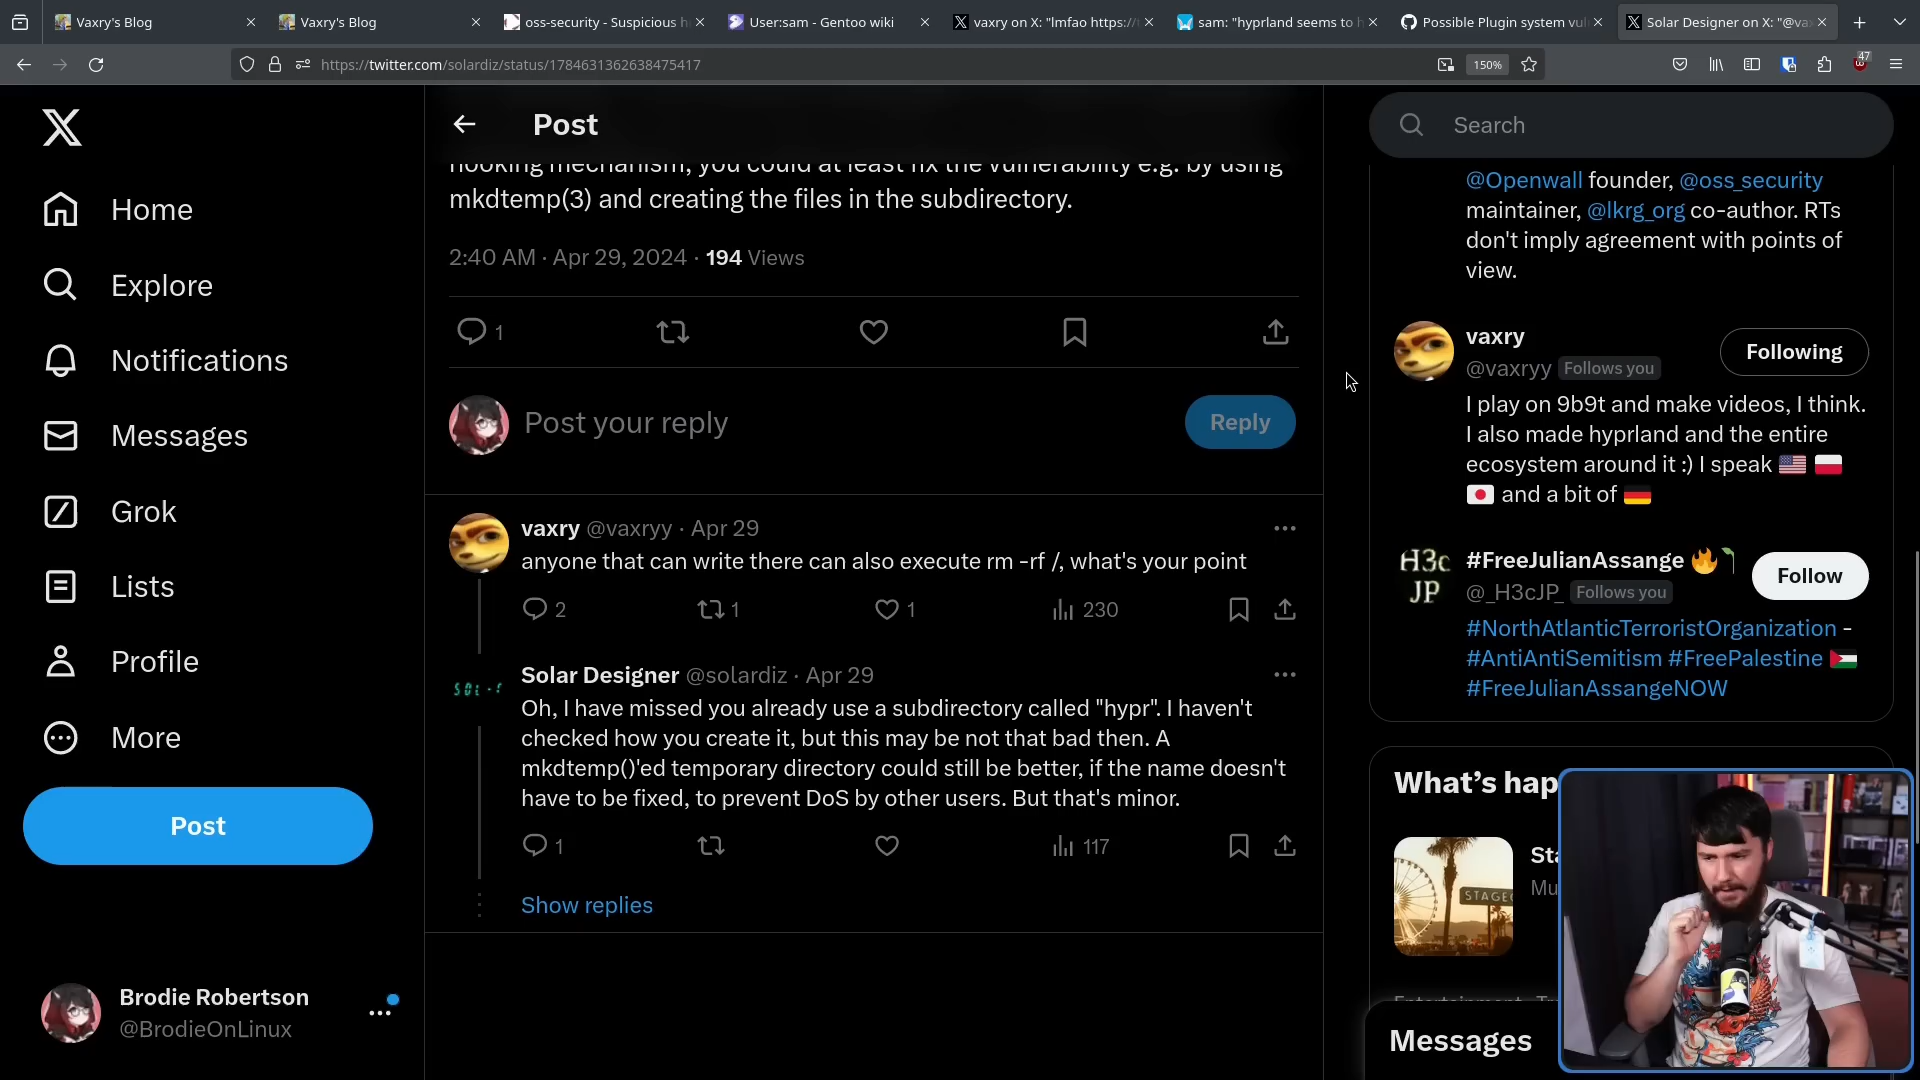 Vaxry's Blog
Vaxry's Blog
oss-security - Suspicious h
User:sam - Gentoo wiki
vaxry on X: "lmfao https://
sam: "hyprland seems to h
Possible Plugin system vul
Solar Designer on X: "@va
https://twitter.com/solardiz/status/1784631362638475417
150%
47
Home
Explore
Notifications
Messages
Grok
Lists
Profile
More
Post
Brodie Robertson
@BrodieOnLinux
Post
hooking mechanism, you could at least fix the vulnerability e.g. by using
mkdtemp(3) and creating the files in the subdirectory.
2:40 AM · Apr 29, 2024 · 194 Views
1
Post your reply
Reply
vaxry @vaxryy · Apr 29
anyone that can write there can also execute rm -rf /, what's your point
2 1 1 230
Solar Designer @solardiz · Apr 29
Oh, I have missed you already use a subdirectory called "hypr". I haven't
checked how you create it, but this may be not that bad then. A
mkdtemp()'ed temporary directory could still be better, if the name doesn't
have to be fixed, to prevent DoS by other users. But that's minor.
1 117
Show replies
Search
@Openwall founder, @oss_security
maintainer, @lkrg_org co-author. RTs
don't imply agreement with points of
view.
vaxry
@vaxryy Follows you
Following
I play on 9b9t and make videos, I think.
I also made hyprland and the entire
ecosystem around it :) I speak 🇺🇸 🇵🇱
🇯🇵 and a bit of 🇩🇪
H3c
JP
#FreeJulianAssange 🔥
@_H3cJP_ Follows you
Follow
#NorthAtlanticTerroristOrganization -
#AntiAntiSemitism #FreePalestine 🇵🇸
#FreeJulianAssangeNOW
What's hap
STAGEC
Sta
Mu
Messages